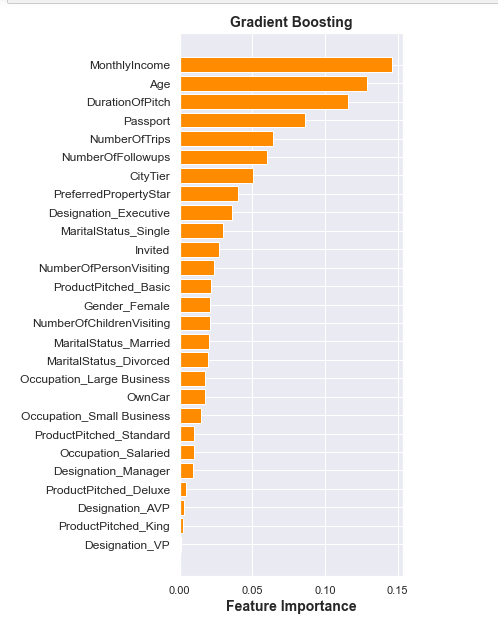 Gradient Boosting
MonthlyIncome
Age
DurationOfPitch
Passport
NumberOfTrips
NumberOfFollowups
CityTier
PreferredPropertyStar
Designation_Executive
MaritalStatus_Single
Invited
NumberOfPersonVisiting
ProductPitched_Basic
Gender_Female
NumberOfChildrenVisiting
MaritalStatus_Married
MaritalStatus_Divorced
Occupation_Large Business
OwnCar
Occupation_Small Business
ProductPitched_Standard
Occupation_Salaried
Designation_Manager
ProductPitched_Deluxe
Designation_AVP
ProductPitched_King
Designation_VP
0.00 0.05 0.10 0.15
Feature Importance